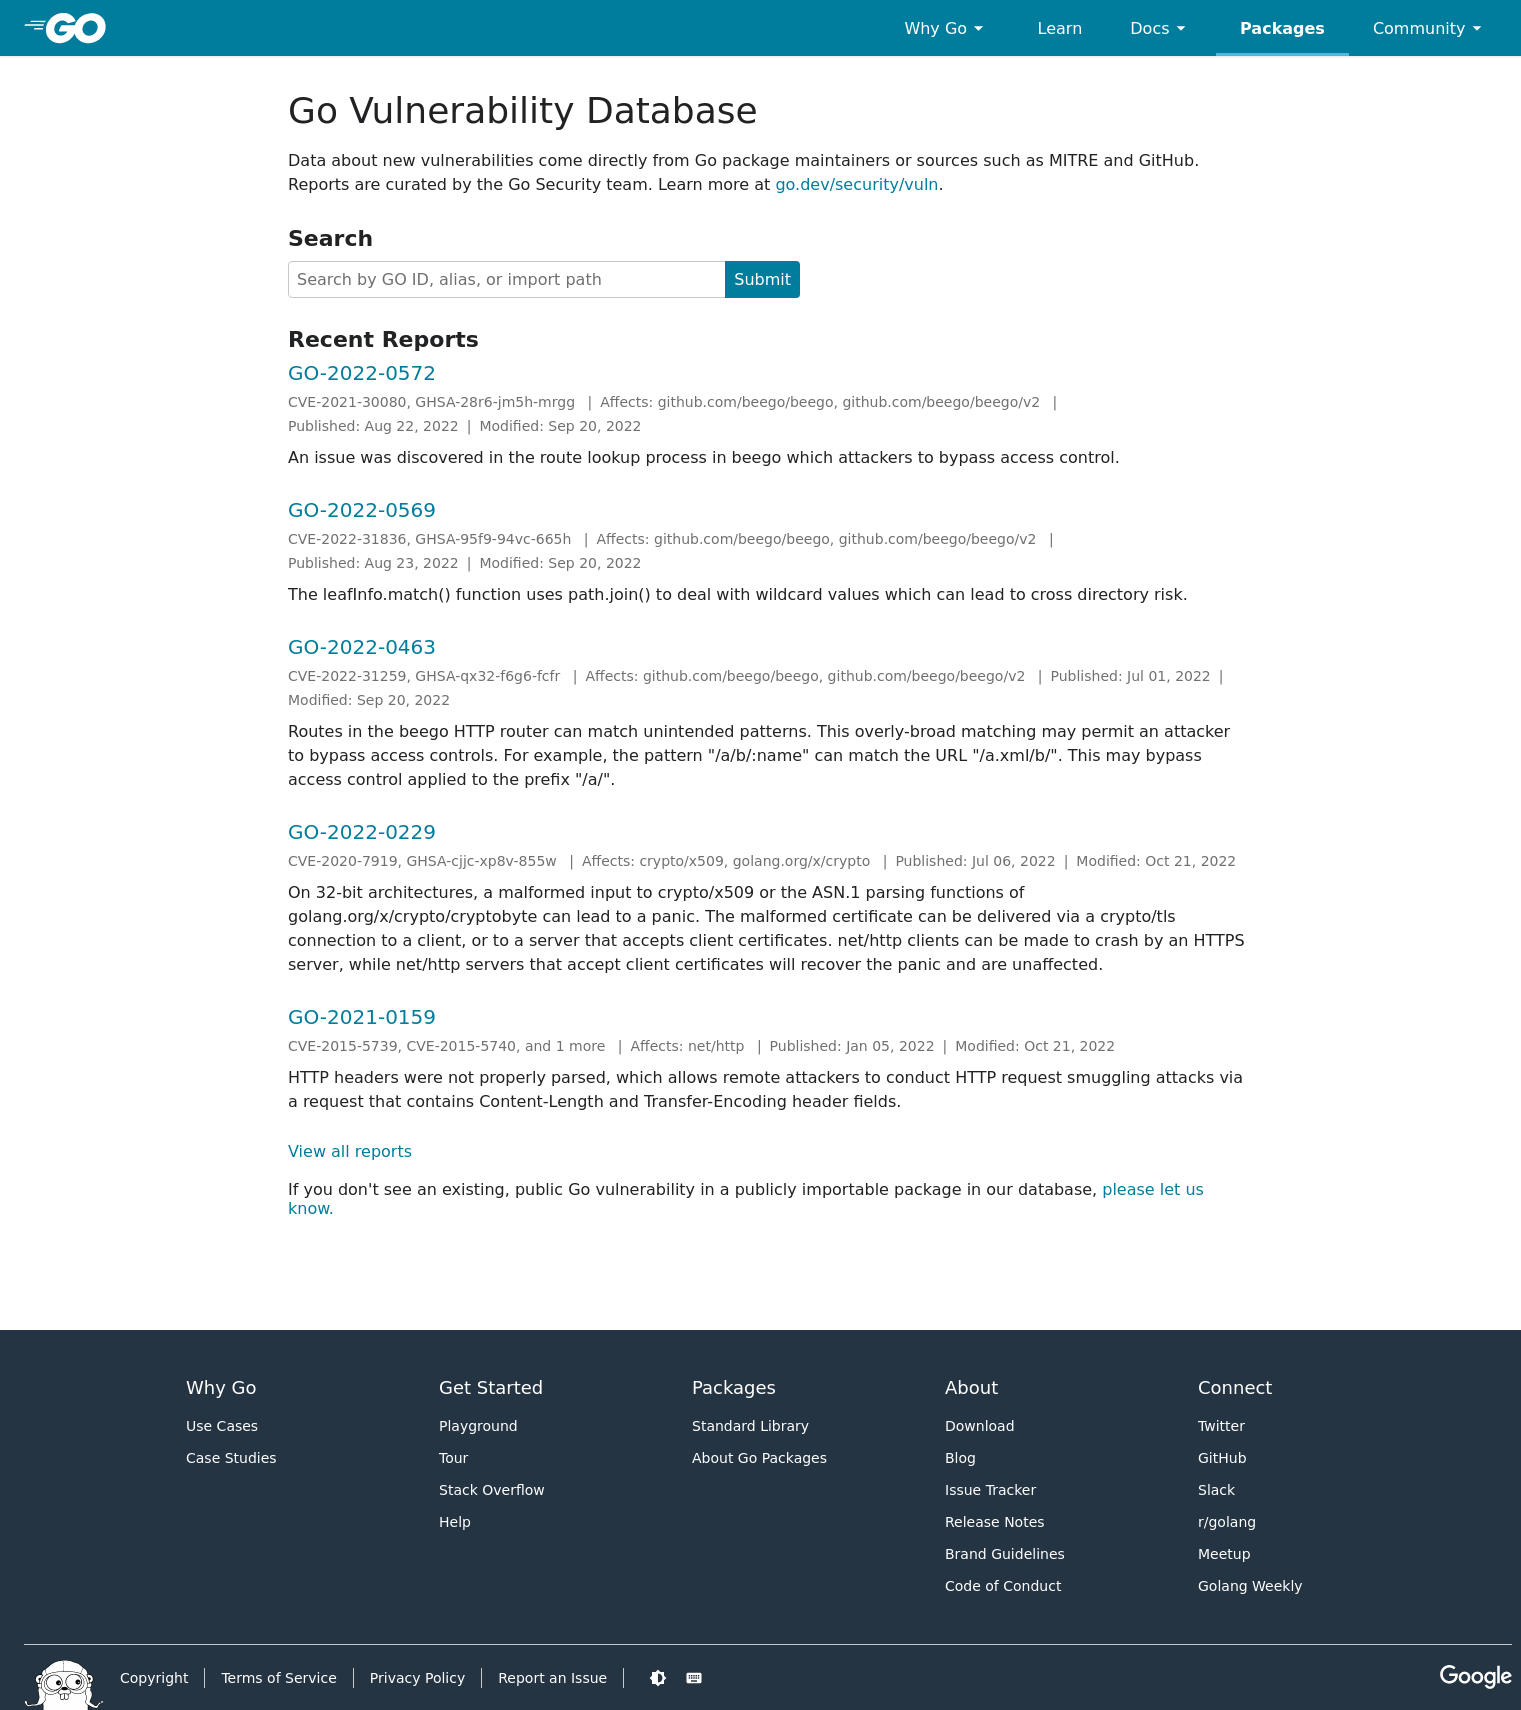 GO
Why Go
Learn
Docs
Packages
Community
Go Vulnerability Database
Data about new vulnerabilities come directly from Go package maintainers or sources such as MITRE and GitHub.
Reports are curated by the Go Security team. Learn more at go.dev/security/vuln.
Search
Search by GO ID, alias, or import path
Submit
Recent Reports
GO-2022-0572
CVE-2021-30080, GHSA-28r6-jm5h-mrgg | Affects: github.com/beego/beego, github.com/beego/beego/v2 |
Published: Aug 22, 2022 | Modified: Sep 20, 2022
An issue was discovered in the route lookup process in beego which attackers to bypass access control.
GO-2022-0569
CVE-2022-31836, GHSA-95f9-94vc-665h | Affects: github.com/beego/beego, github.com/beego/beego/v2 |
Published: Aug 23, 2022 | Modified: Sep 20, 2022
The leafInfo.match() function uses path.join() to deal with wildcard values which can lead to cross directory risk.
GO-2022-0463
CVE-2022-31259, GHSA-qx32-f6g6-fcfr | Affects: github.com/beego/beego, github.com/beego/beego/v2 | Published: Jul 01, 2022 |
Modified: Sep 20, 2022
Routes in the beego HTTP router can match unintended patterns. This overly-broad matching may permit an attacker
to bypass access controls. For example, the pattern "/a/b/:name" can match the URL "/a.xml/b/". This may bypass
access control applied to the prefix "/a/".
GO-2022-0229
CVE-2020-7919, GHSA-cjjc-xp8v-855w | Affects: crypto/x509, golang.org/x/crypto | Published: Jul 06, 2022 | Modified: Oct 21, 2022
On 32-bit architectures, a malformed input to crypto/x509 or the ASN.1 parsing functions of
golang.org/x/crypto/cryptobyte can lead to a panic. The malformed certificate can be delivered via a crypto/tls
connection to a client, or to a server that accepts client certificates. net/http clients can be made to crash by an HTTPS
server, while net/http servers that accept client certificates will recover the panic and are unaffected.
GO-2021-0159
CVE-2015-5739, CVE-2015-5740, and 1 more | Affects: net/http | Published: Jan 05, 2022 | Modified: Oct 21, 2022
HTTP headers were not properly parsed, which allows remote attackers to conduct HTTP request smuggling attacks via
a request that contains Content-Length and Transfer-Encoding header fields.
View all reports
If you don't see an existing, public Go vulnerability in a publicly importable package in our database, please let us
know.
Why Go
Use Cases
Case Studies
Get Started
Playground
Tour
Stack Overflow
Help
Packages
Standard Library
About Go Packages
About
Download
Blog
Issue Tracker
Release Notes
Brand Guidelines
Code of Conduct
Connect
Twitter
GitHub
Slack
r/golang
Meetup
Golang Weekly
Copyright
Terms of Service
Privacy Policy
Report an Issue
Google